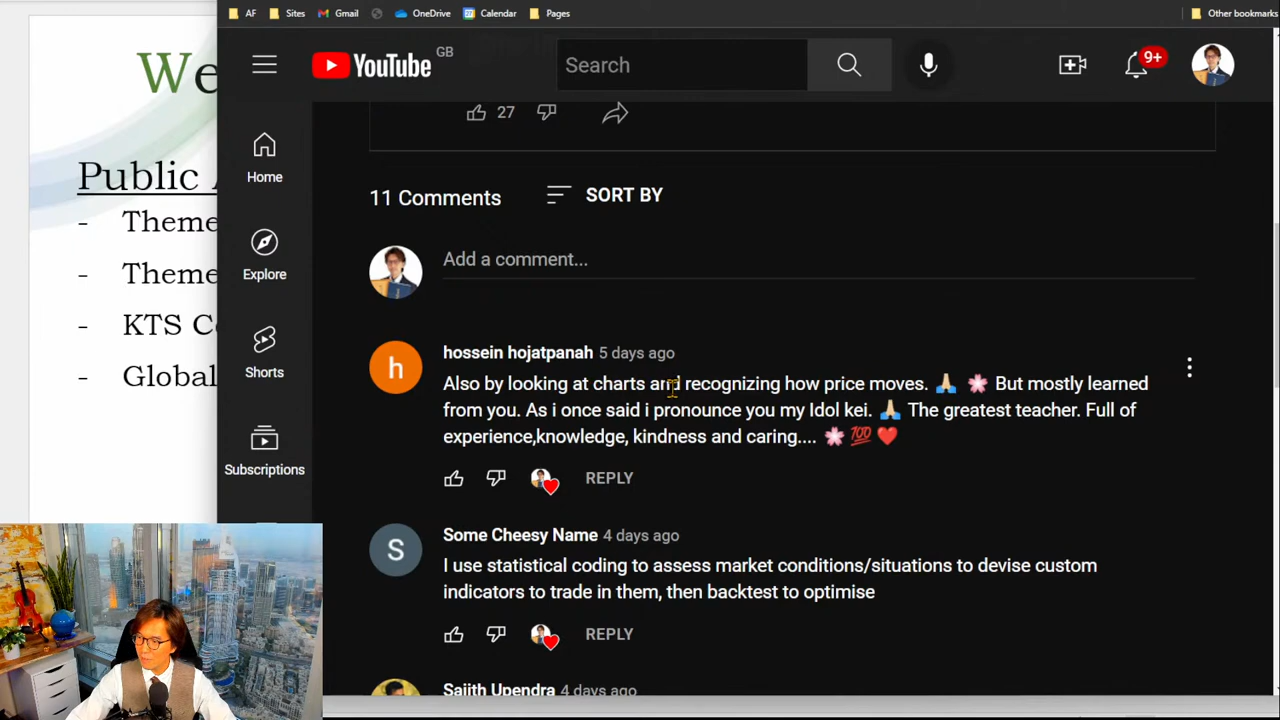 AF Sites Gmail OneDrive Calendar Pages Other bookmarks
YouTube GB Search 9+
27
11 Comments SORT BY
Add a comment...
hossein hojatpanah 5 days ago
Also by looking at charts and recognizing how price moves. 🙏🏼 🌸 But mostly learned
from you. As i once said i pronounce you my Idol kei. 🙏🏼 The greatest teacher. Full of
experience,knowledge, kindness and caring.... 🌸 💯 ❤️
REPLY
Some Cheesy Name 4 days ago
I use statistical coding to assess market conditions/situations to devise custom
indicators to trade in them, then backtest to optimise
REPLY
Sajith Upendra 4 days ago
Home
Explore
Shorts
Subscriptions
We
Public
- Theme
- Theme
- KTS Co
- Global